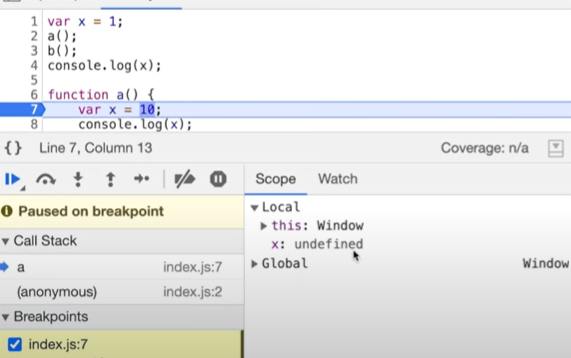 1 var x = 1;
2 a();
3 b();
4 console.log(x);
5
6 function a() {
7 var x = 10;
8 console.log(x);
{} Line 7, Column 13 Coverage: n/a
Scope Watch
Paused on breakpoint
Call Stack
a index.js:7
(anonymous) index.js:2
Breakpoints
index.js:7
Local
this: Window
x: undefined
Global Window